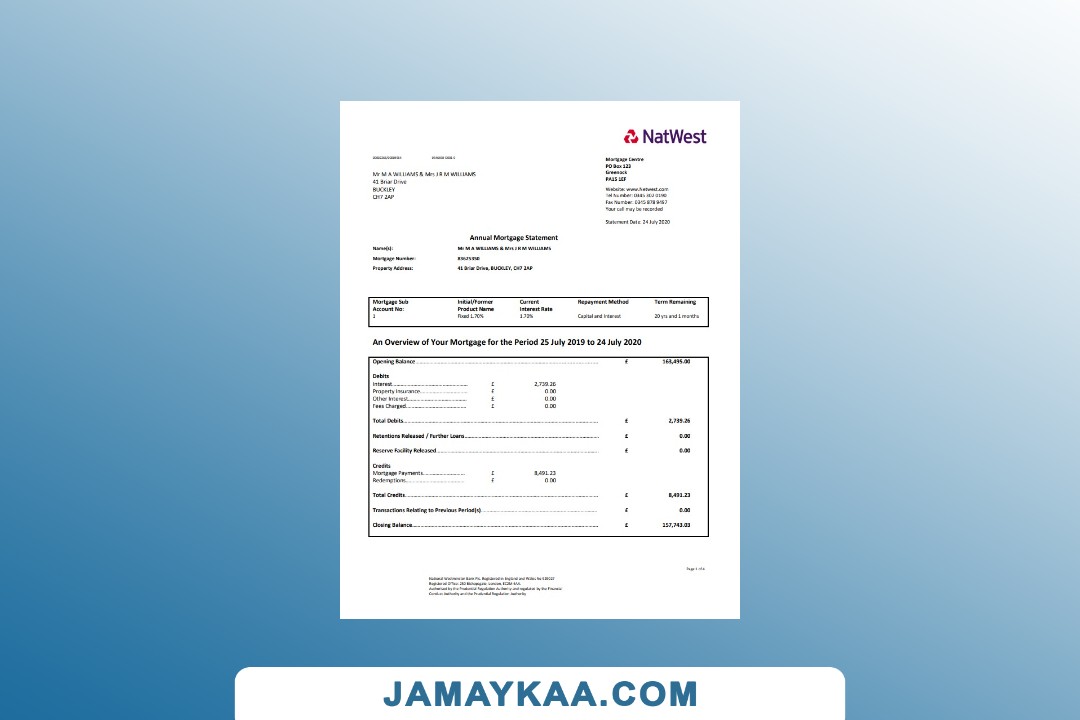 NatWest
Mortgage Centre
PO Box 123
Greenock
PA15 1EF
Website: www.Natwest.com
Tel Number: 0345 302 0190
Fax Number: 0345 878 9497
Your call may be recorded
Statement Date: 24 July 2020
Mr M A WILLIAMS & Mrs J R M WILLIAMS
41 Briar Drive
BUCKLEY
CH7 2AP
Annual Mortgage Statement
Name(s): Mr M A WILLIAMS & Mrs J R M WILLIAMS
Mortgage Number:
Property Address: 41 Briar Drive, BUCKLEY, CH7 2AP
Mortgage Sub Initial/Former Current Repayment Method Term Remaining
Account No: Product Name Interest Rate
1 Fixed 1.70% 1.70% Capital and Interest 20 yrs and 1 months
An Overview of Your Mortgage for the Period 25 July 2019 to 24 July 2020
Opening Balance £ 163,495.00
Debits
Interest £ 2,739.26
Property Insurance £ 0.00
Other Interest £ 0.00
Fees Charged £ 0.00
Total Debits £ 2,739.26
Retentions Released / Further Loans £ 0.00
Reserve Facility Released £ 0.00
Credits
Mortgage Payments £ 8,491.23
Redemptions £ 0.00
Total Credits £ 8,491.23
Transactions Relating to Previous Period(s) £ 0.00
Closing Balance £ 157,743.03
National Westminster Bank Plc. Registered in England and Wales No
Registered Office: 250 Bishopsgate, London, EC2M 4AA.
Authorised by the Prudential Regulation Authority and regulated by the Financial
Conduct Authority and the Prudential Regulation Authority
JAMAYKAA.COM